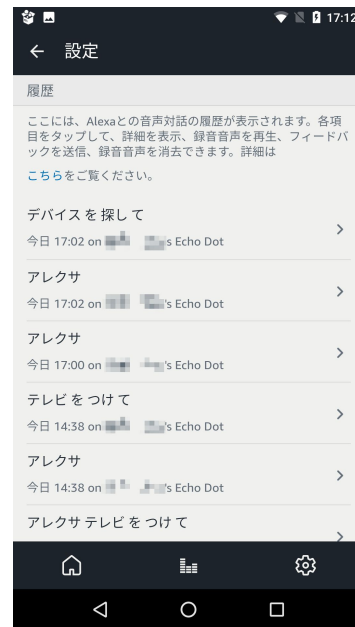 17:12
設定
履歴
ここには、Alexaとの音声対話の履歴が表示されます。各項
目をタップして、詳細を表示、録音音声を再生、フィードバ
ックを送信、録音音声を消去できます。詳細は
こちらをご覧ください。
デバイス を 探し て
今日 17:02 on 's Echo Dot
アレクサ
今日 17:02 on 's Echo Dot
アレクサ
今日 17:00 on 's Echo Dot
テレビ を つけ て
今日 14:38 on s Echo Dot
アレクサ
今日 14:38 on 's Echo Dot
アレクサ テレビ を つけ て